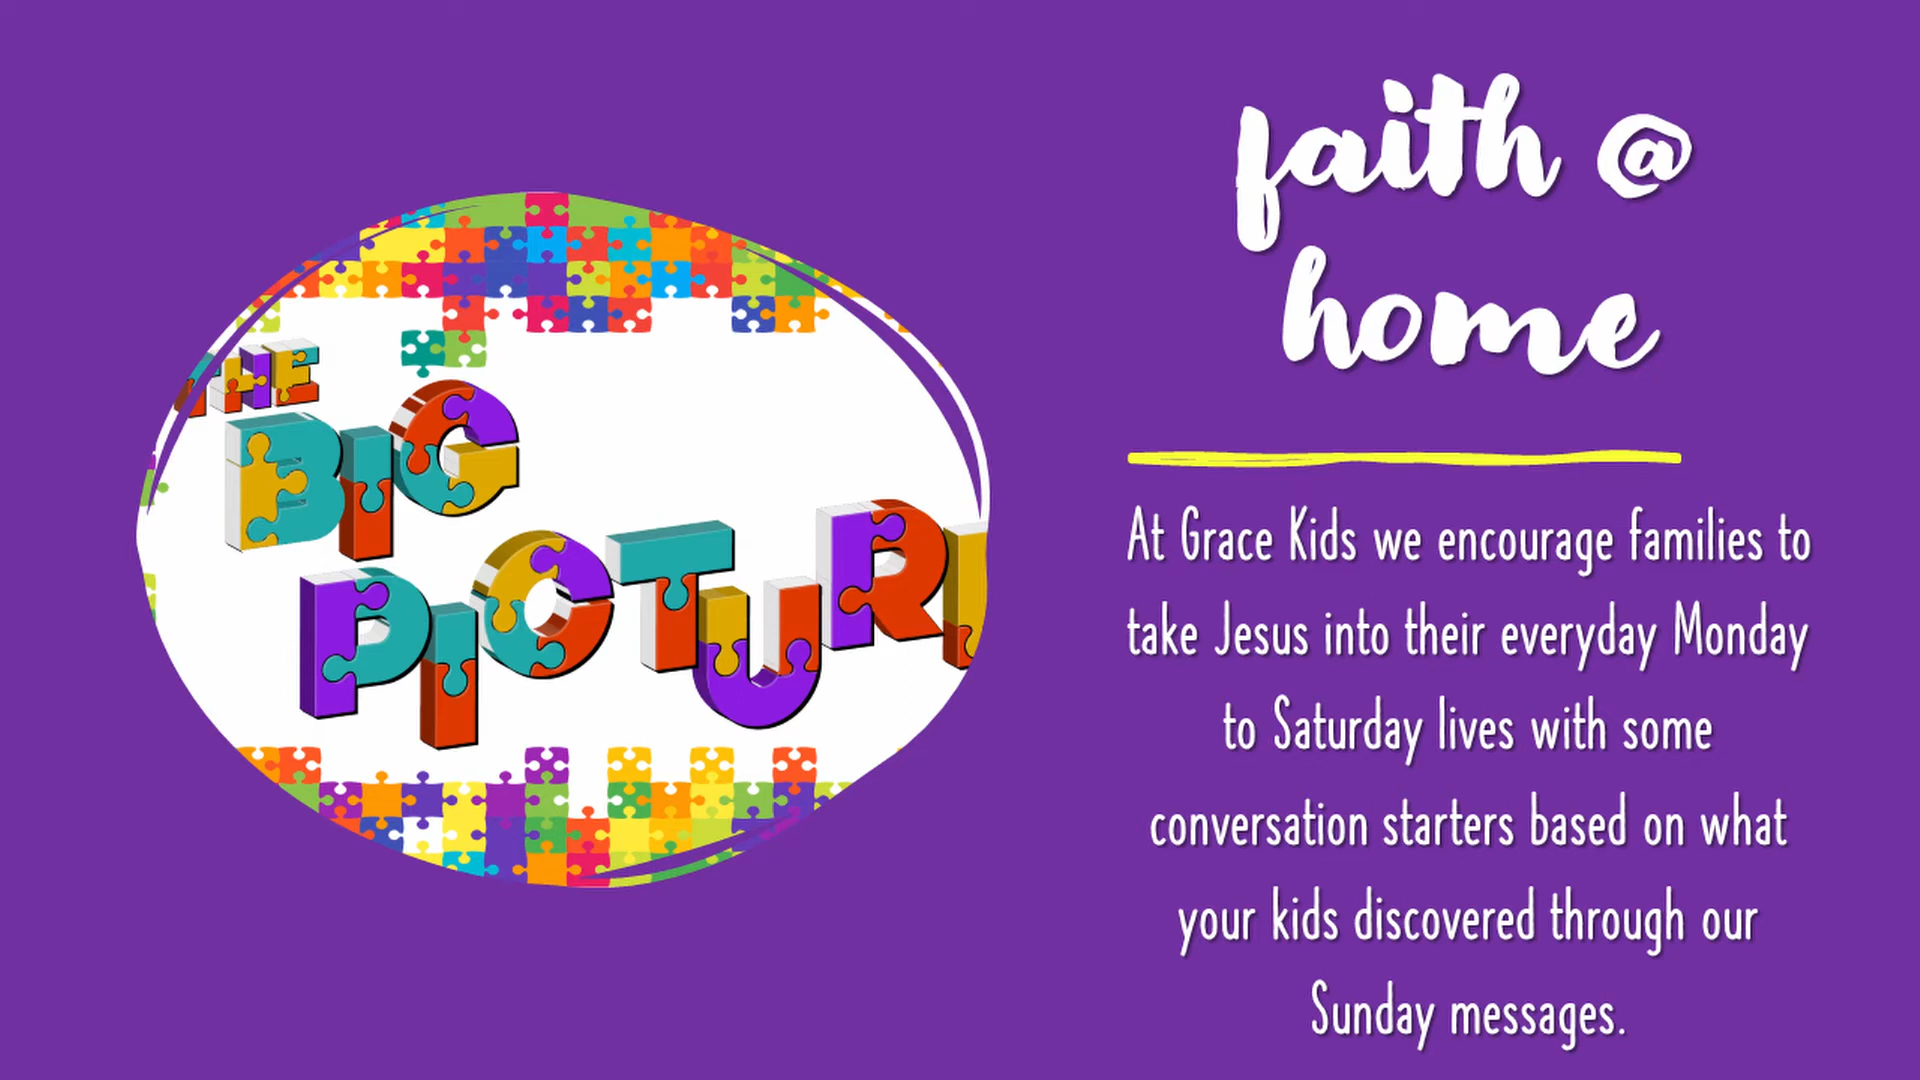 THE
BIG
PICTURE
faith @
home
At Grace Kids we encourage families to
take Jesus into their everyday Monday
to Saturday lives with some
conversation starters based on what
your kids discovered through our
Sunday messages.